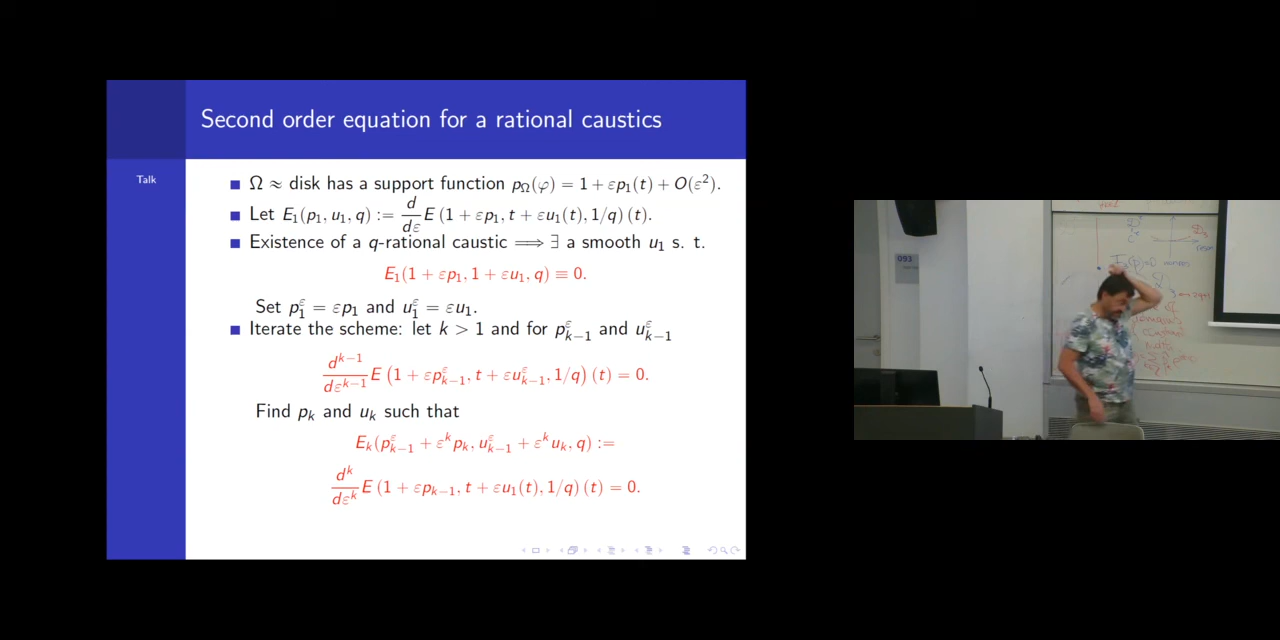 Second order equation for a rational caustics
Talk
Ω ≈ disk has a support function p_Ω(φ) = 1 + εp₁(t) + O(ε²).
Let E₁(p₁, u₁, q) := d/dε E (1 + εp₁, t + εu₁(t), 1/q) (t).
Existence of a q-rational caustic ⟹ ∃ a smooth u₁ s. t.
E₁(1 + εp₁, 1 + εu₁, q) ≡ 0.
Set p₁^ε = εp₁ and u₁^ε = εu₁.
Iterate the scheme: let k > 1 and for p_{k−1}^ε and u_{k−1}^ε
d^{k−1}/dε^{k−1} E (1 + εp_{k−1}^ε, t + εu_{k−1}^ε, 1/q) (t) = 0.
Find p_k and u_k such that
E_k(p_{k−1}^ε + ε^k p_k, u_{k−1}^ε + ε^k u_k, q) :=
d^k/dε^k E (1 + εp_{k−1}, t + εu₁(t), 1/q) (t) = 0.
093